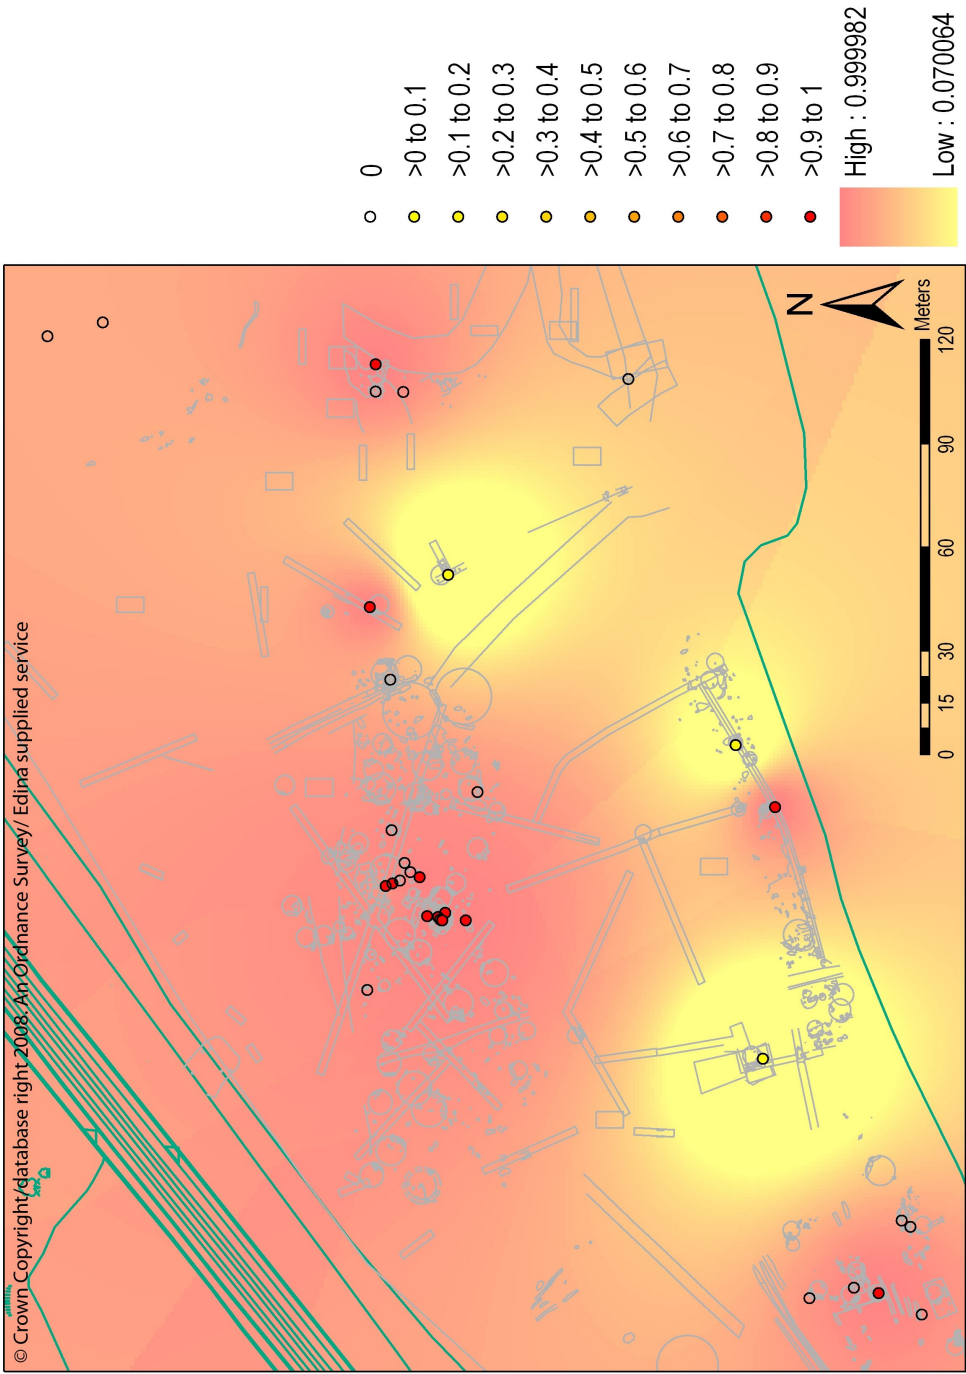 © Crown Copyright/database right 2008. An Ordnance Survey/ Edina supplied service
0
>0 to 0.1
>0.1 to 0.2
>0.2 to 0.3
>0.3 to 0.4
>0.4 to 0.5
>0.5 to 0.6
>0.6 to 0.7
>0.7 to 0.8
>0.8 to 0.9
>0.9 to 1
High : 0.999982
Low : 0.070064
N
Meters
0 15 30 60 90 120